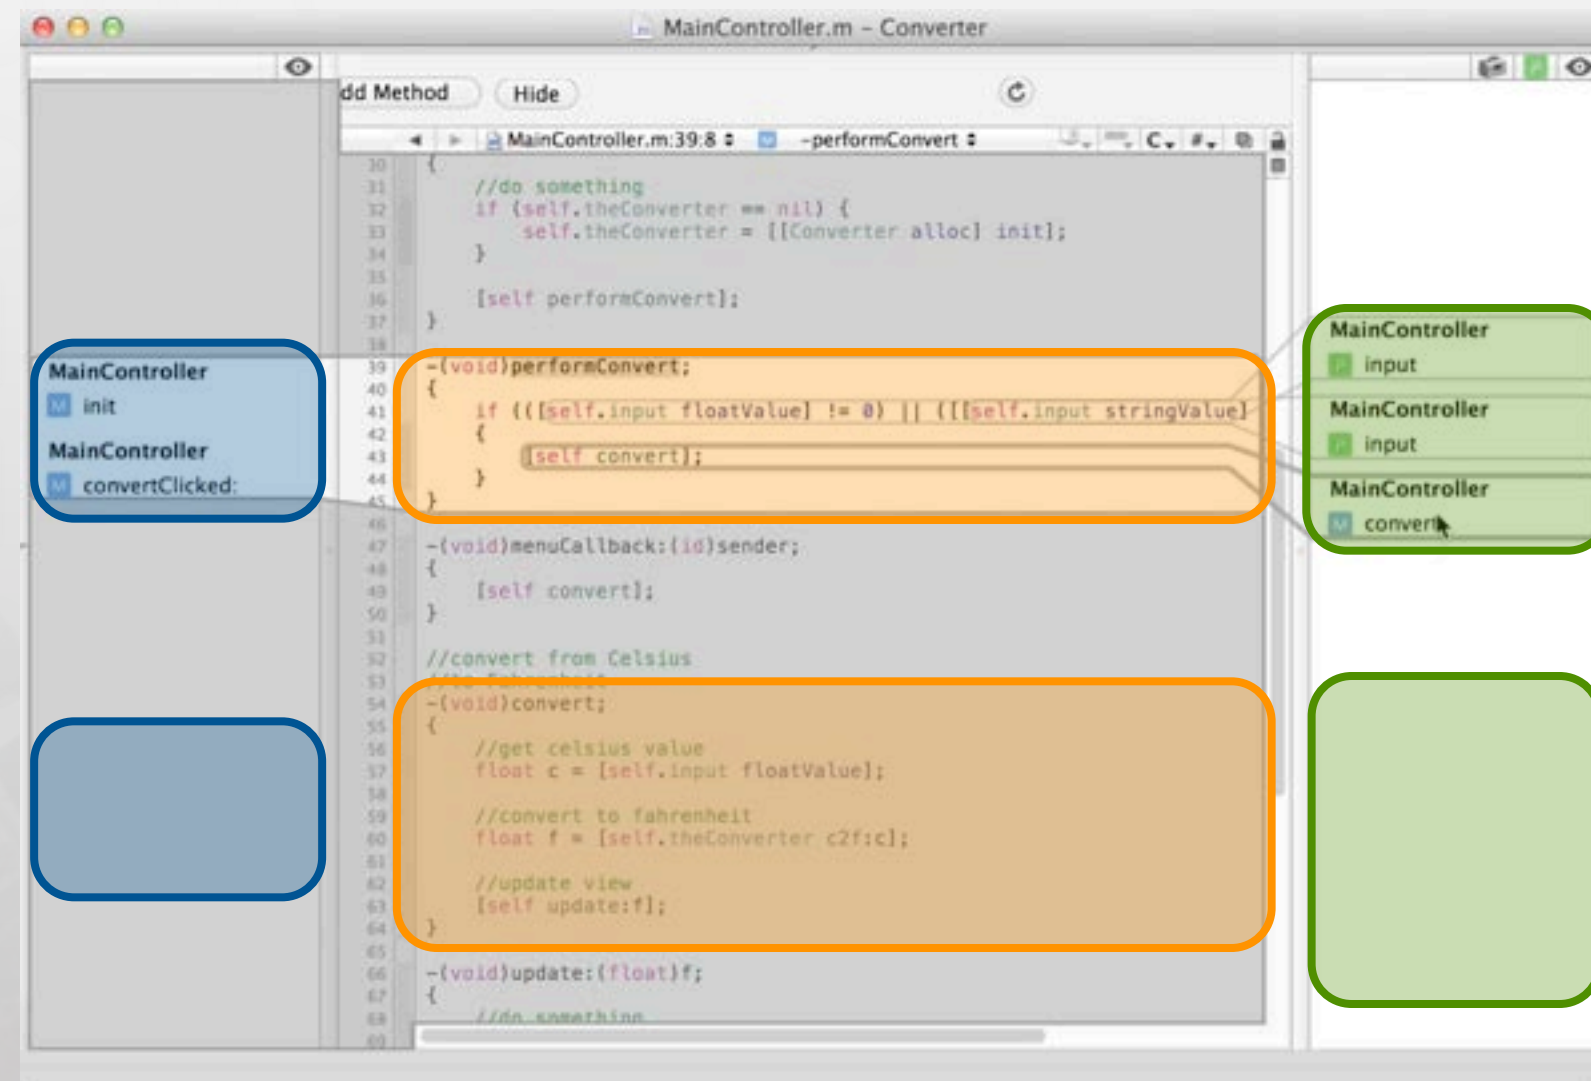 MainController.m – Converter
dd Method
Hide
MainController.m:39:8
-performConvert
C
#
30 {
31 //do something
32 if (self.theConverter == nil) {
33 self.theConverter = [[Converter alloc] init];
34 }
35
36 [self performConvert];
37 }
38
39 -(void)performConvert;
40 {
41 if (([self.input floatValue] != 0) || ([[self.input stringValue]
42 {
43 [self convert];
44 }
45 }
46
47 -(void)menuCallback:(id)sender;
48 {
49 [self convert];
50 }
51
52 //convert from Celsius
53 //to Fahrenheit
54 -(void)convert;
55 {
56 //get celsius value
57 float c = [self.input floatValue];
58
59 //convert to fahrenheit
60 float f = [self.theConverter c2f:c];
61
62 //update view
63 [self update:f];
64 }
65
66 -(void)update:(float)f;
67 {
68 //do something
69
MainController
M init
MainController
M convertClicked:
MainController
P input
MainController
P input
MainController
M convert